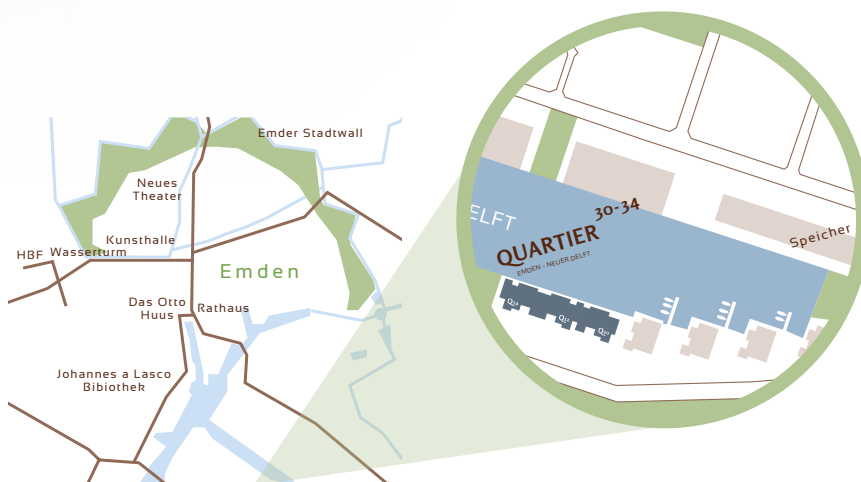 Emder Stadtwall
Neues
Theater
Kunsthalle
HBF
Wasserturm
Emden
Das Otto
Huus
Rathaus
Johannes a Lasco
Bibiothek
ELFT
QUARTIER 30-34
EMDEN - NEUER DELFT
Speicher